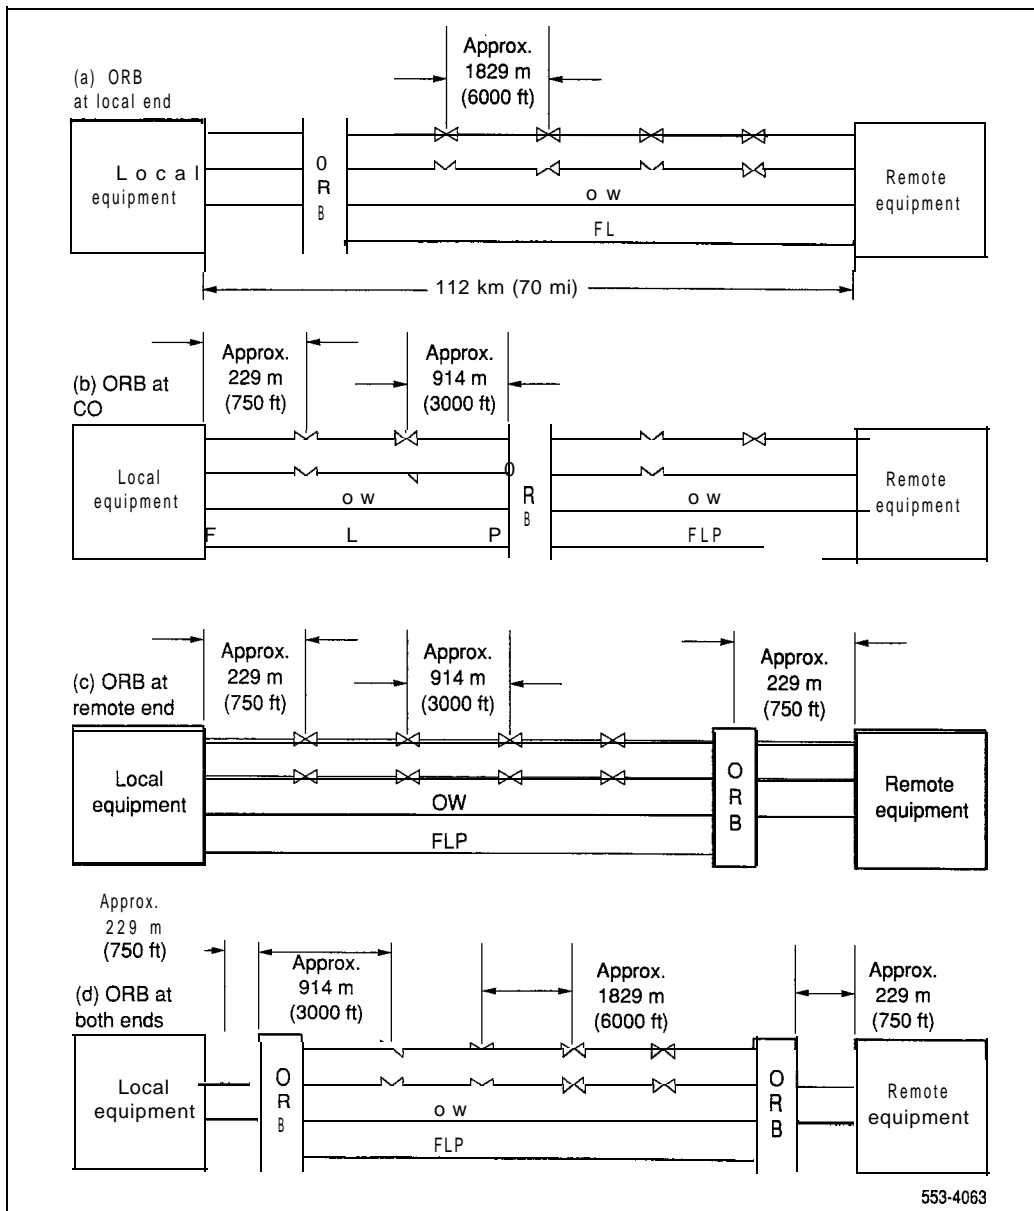 Approx.
1829 m
(6000 ft)
(a) ORB
at local end
Local
equipment
O
R
B
OW
FL
Remote
equipment
112 km (70 mi)
Approx.
229 m
(750 ft)
Approx.
914 m
(3000 ft)
(b) ORB at
CO
Local
equipment
OW
F L P
O
R
B
OW
FLP
Remote
equipment
Approx.
229 m
(750 ft)
Approx.
914 m
(3000 ft)
Approx.
229 m
(750 ft)
(c) ORB at
remote end
Local
equipment
OW
FLP
O
R
B
Remote
equipment
Approx.
229 m
(750 ft)
Approx.
914 m
(3000 ft)
Approx.
1829 m
(6000 ft)
Approx.
229 m
(750 ft)
(d) ORB at
both ends
Local
equipment
O
R
B
OW
FLP
O
R
B
Remote
equipment
553-4063